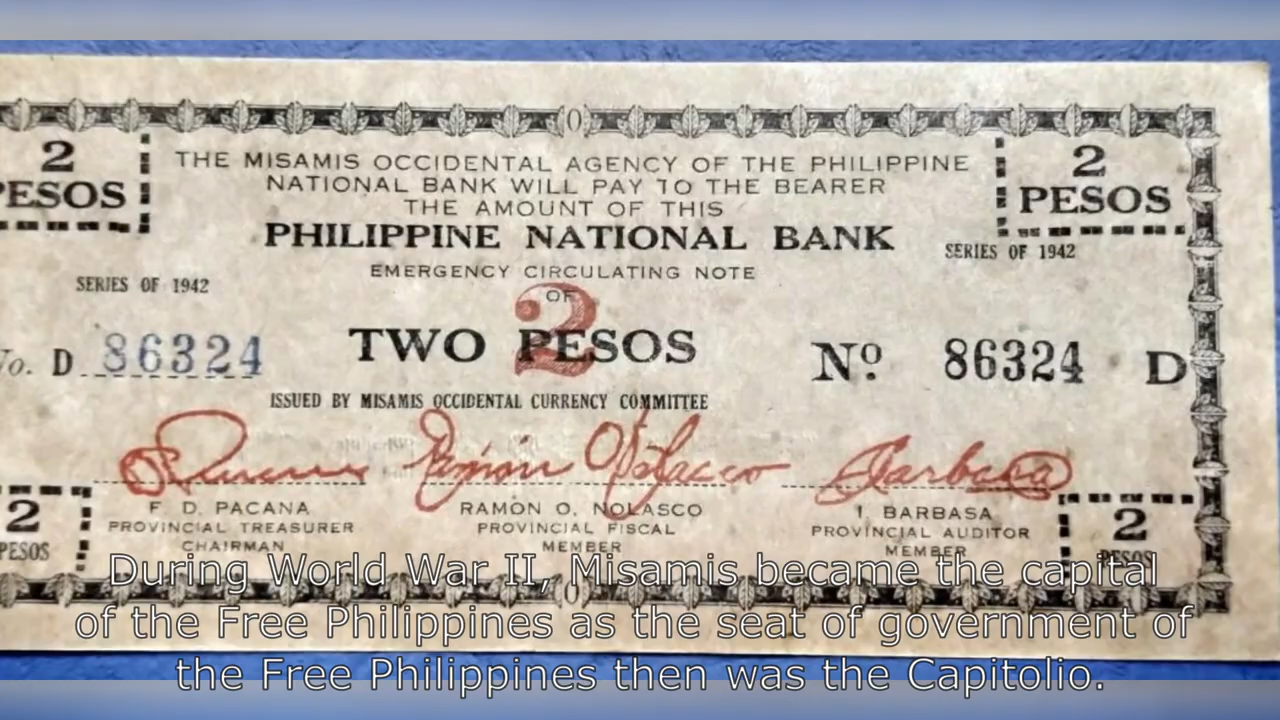 2
PESOS
2
PESOS
THE MISAMIS OCCIDENTAL AGENCY OF THE PHILIPPINE
NATIONAL BANK WILL PAY TO THE BEARER
THE AMOUNT OF THIS
PHILIPPINE NATIONAL BANK
EMERGENCY CIRCULATING NOTE
OF
SERIES OF 1942
SERIES OF 1942
2
TWO PESOS
No. D 86324
Nº 86324 D
ISSUED BY MISAMIS OCCIDENTAL CURRENCY COMMITTEE
Ramón O. Nolasco
F. D. PACANA
PROVINCIAL TREASURER
CHAIRMAN
RAMON O. NOLASCO
PROVINCIAL FISCAL
MEMBER
I. BARBASA
PROVINCIAL AUDITOR
MEMBER
2
PESOS
2
PESOS
During World War II, Misamis became the capital
of the Free Philippines as the seat of government of
the Free Philippines then was the Capitolio.